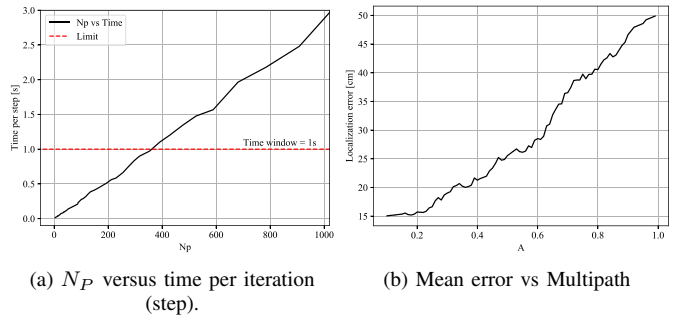 3.0
2.5
2.0
1.5
1.0
0.5
0.0
Time per step [s]
Np vs Time
Limit
Time window = 1s
0 200 400 600 800 1000
Np
(a) N_P versus time per iteration
(step).
50
45
40
35
30
25
20
15
Localization error [cm]
0.2 0.4 0.6 0.8 1.0
A
(b) Mean error vs Multipath